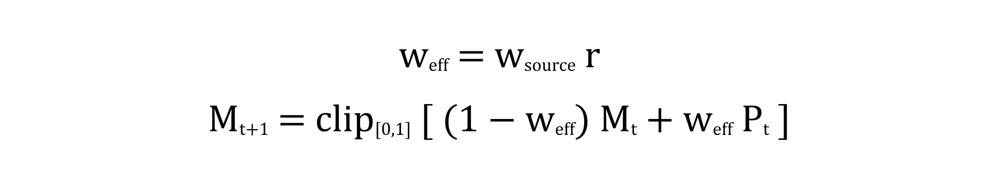 w_eff = w_source r
M_t+1 = clip_[0,1] [ (1 − w_eff) M_t + w_eff P_t ]